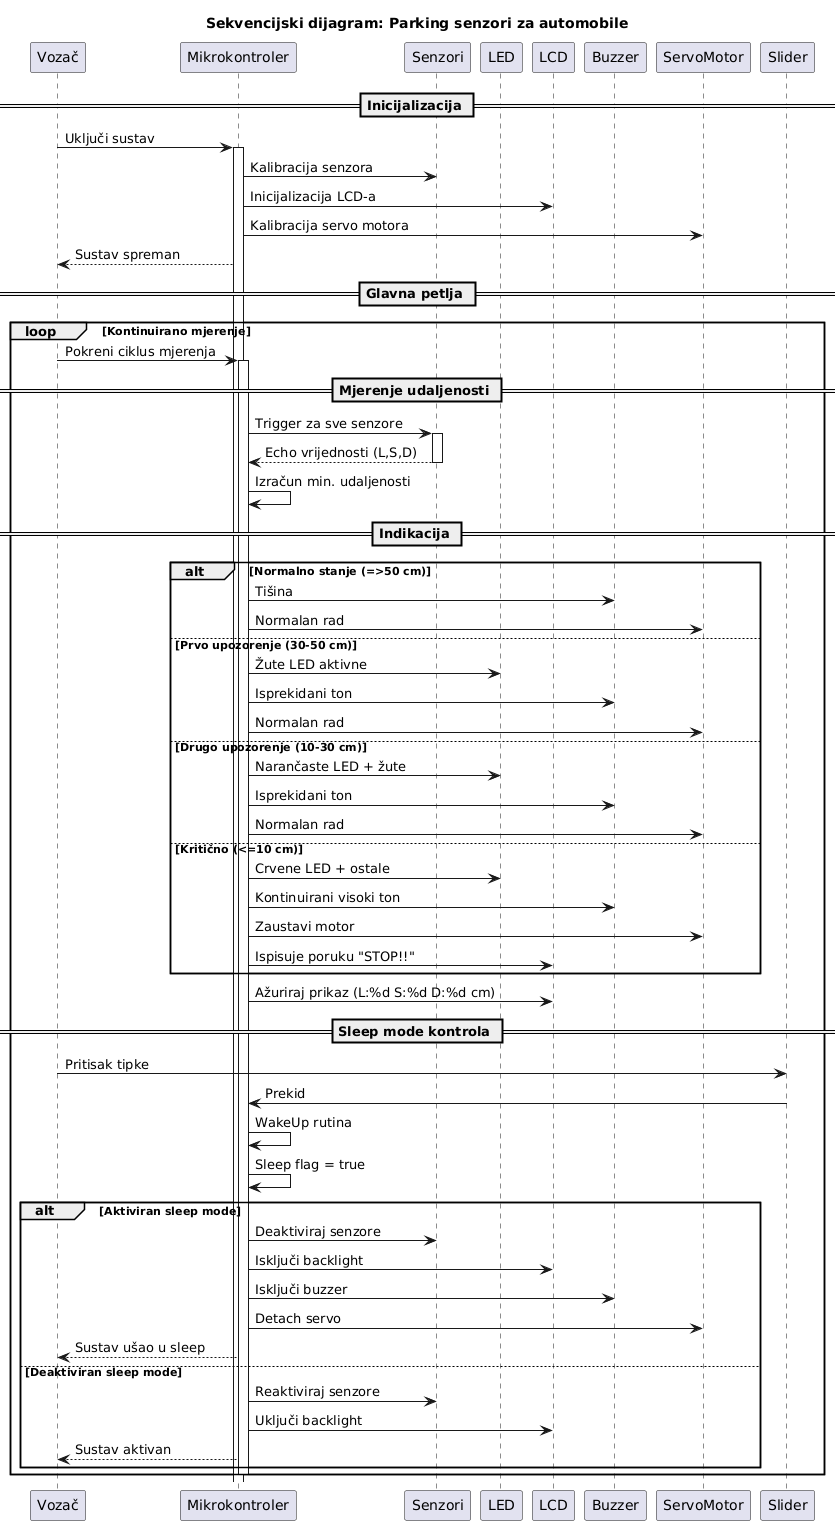 Sekvencijski dijagram: Parking senzori za automobile
Vozač Mikrokontroler Senzori LED LCD Buzzer ServoMotor Slider
Inicijalizacija
Uključi sustav
Kalibracija senzora
Inicijalizacija LCD-a
Kalibracija servo motora
Sustav spreman
Glavna petlja
loop [Kontinuirano mjerenje]
Pokreni ciklus mjerenja
Mjerenje udaljenosti
Trigger za sve senzore
Echo vrijednosti (L,S,D)
Izračun min. udaljenosti
Indikacija
alt [Normalno stanje (=>50 cm)]
Tišina
Normalan rad
[Prvo upozorenje (30-50 cm)]
Žute LED aktivne
Isprekidani ton
Normalan rad
[Drugo upozorenje (10-30 cm)]
Narančaste LED + žute
Isprekidani ton
Normalan rad
[Kritično (<=10 cm)]
Crvene LED + ostale
Kontinuirani visoki ton
Zaustavi motor
Ispisuje poruku "STOP!!"
Ažuriraj prikaz (L:%d S:%d D:%d cm)
Sleep mode kontrola
Pritisak tipke
Prekid
WakeUp rutina
Sleep flag = true
alt [Aktiviran sleep mode]
Deaktiviraj senzore
Isključi backlight
Isključi buzzer
Detach servo
Sustav ušao u sleep
[Deaktiviran sleep mode]
Reaktiviraj senzore
Uključi backlight
Sustav aktivan
Vozač Mikrokontroler Senzori LED LCD Buzzer ServoMotor Slider